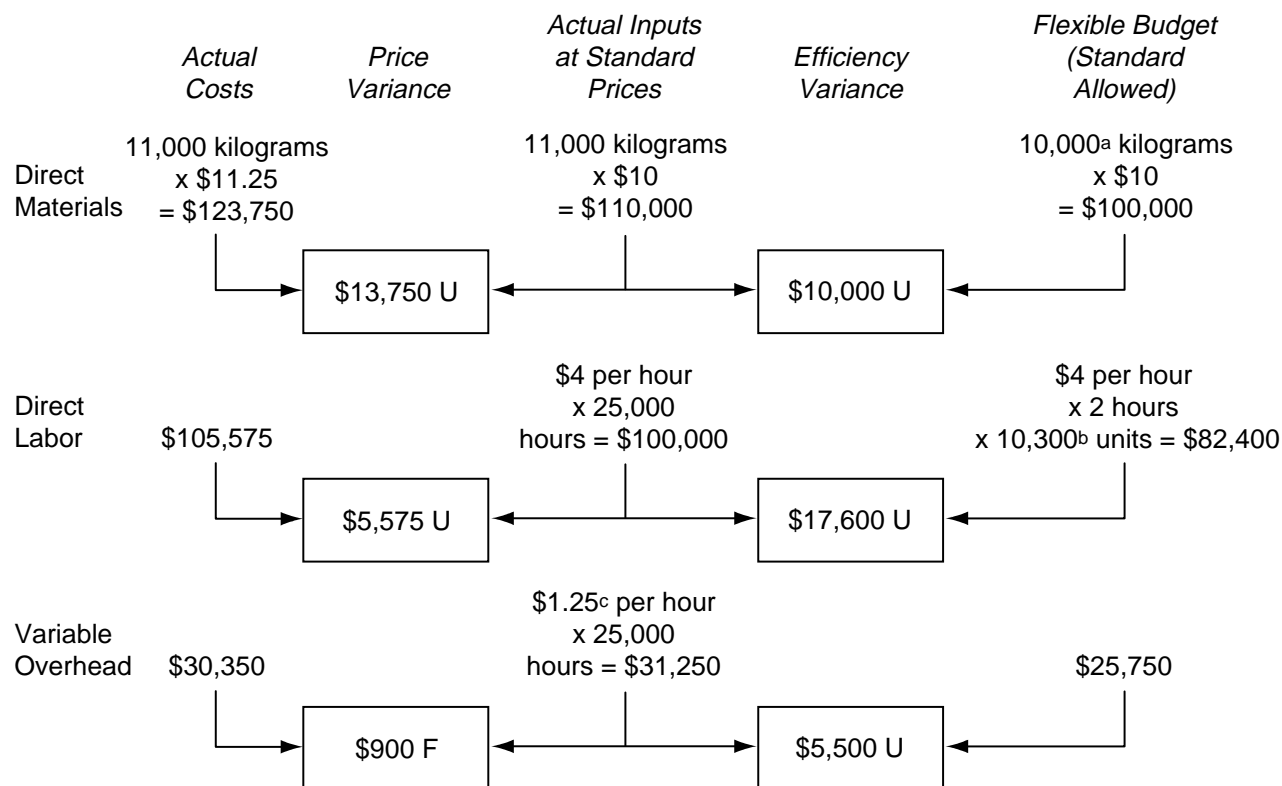 Actual Costs
Price Variance
Actual Inputs at Standard Prices
Efficiency Variance
Flexible Budget (Standard Allowed)
Direct Materials
11,000 kilograms
x $11.25
= $123,750
11,000 kilograms
x $10
= $110,000
10,000a kilograms
x $10
= $100,000
$13,750 U
$10,000 U
Direct Labor
$105,575
$4 per hour
x 25,000
hours = $100,000
$4 per hour
x 2 hours
x 10,300b units = $82,400
$5,575 U
$17,600 U
Variable Overhead
$30,350
$1.25c per hour
x 25,000
hours = $31,250
$25,750
$900 F
$5,500 U